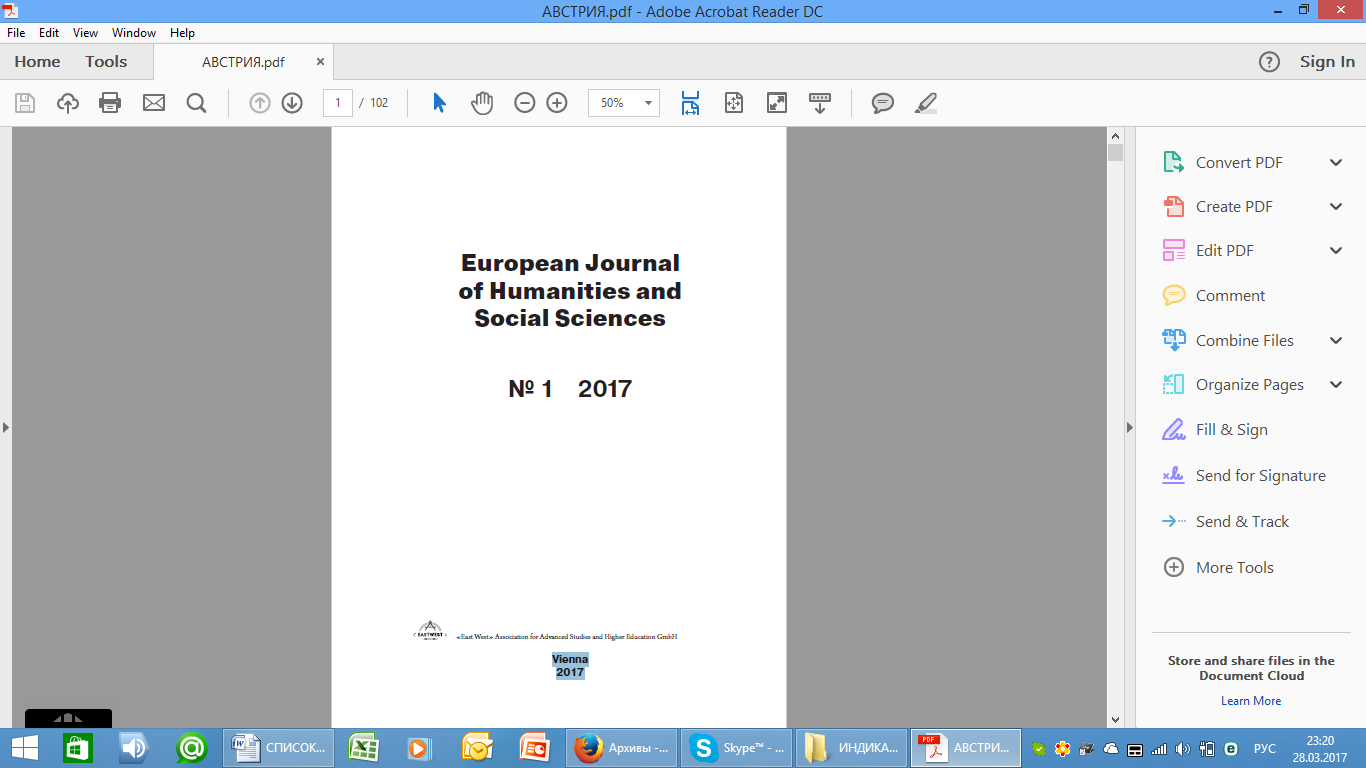 АВСТРИЯ.pdf - Adobe Acrobat Reader DC
File Edit View Window Help
Home Tools АВСТРИЯ.pdf × ? Sign In
1 / 102 50%
European Journal
of Humanities and
Social Sciences
№ 1 2017
EASTWEST
«East West» Association for Advanced Studies and Higher Education GmbH
Vienna
2017
Convert PDF
Create PDF
Edit PDF
Comment
Combine Files
Organize Pages
Fill & Sign
Send for Signature
Send & Track
More Tools
Store and share files in the
Document Cloud
Learn More
СПИСОК... Архивы -... Skype™ - ... ИНДИКА... АВСТРИ... РУС
23:20
28.03.2017